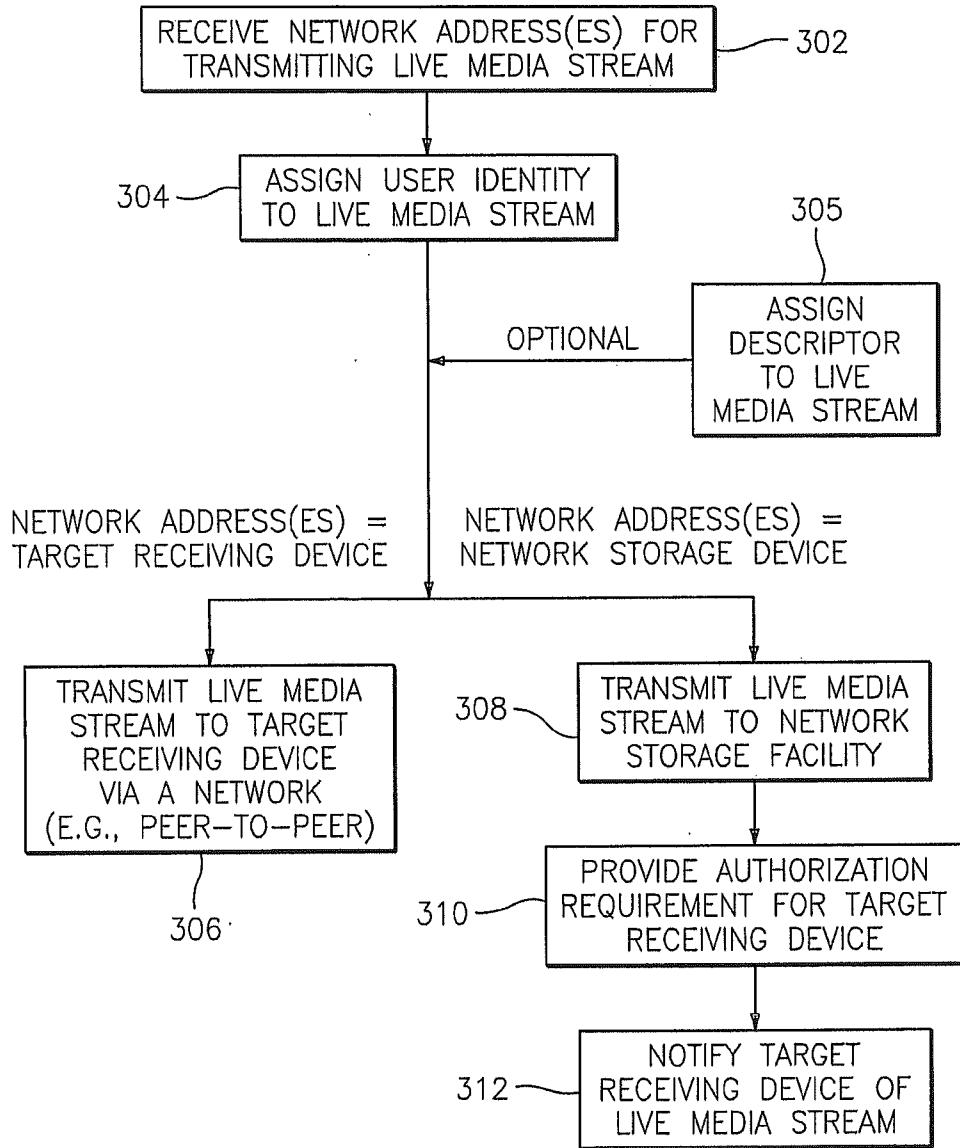 RECEIVE NETWORK ADDRESS(ES) FOR
TRANSMITTING LIVE MEDIA STREAM
302
304
ASSIGN USER IDENTITY
TO LIVE MEDIA STREAM
305
ASSIGN
DESCRIPTOR
TO LIVE
MEDIA STREAM
OPTIONAL
NETWORK ADDRESS(ES) =
TARGET RECEIVING DEVICE
NETWORK ADDRESS(ES) =
NETWORK STORAGE DEVICE
TRANSMIT LIVE MEDIA
STREAM TO TARGET
RECEIVING DEVICE
VIA A NETWORK
(E.G., PEER-TO-PEER)
306
308
TRANSMIT LIVE MEDIA
STREAM TO NETWORK
STORAGE FACILITY
310
PROVIDE AUTHORIZATION
REQUIREMENT FOR TARGET
RECEIVING DEVICE
312
NOTIFY TARGET
RECEIVING DEVICE OF
LIVE MEDIA STREAM